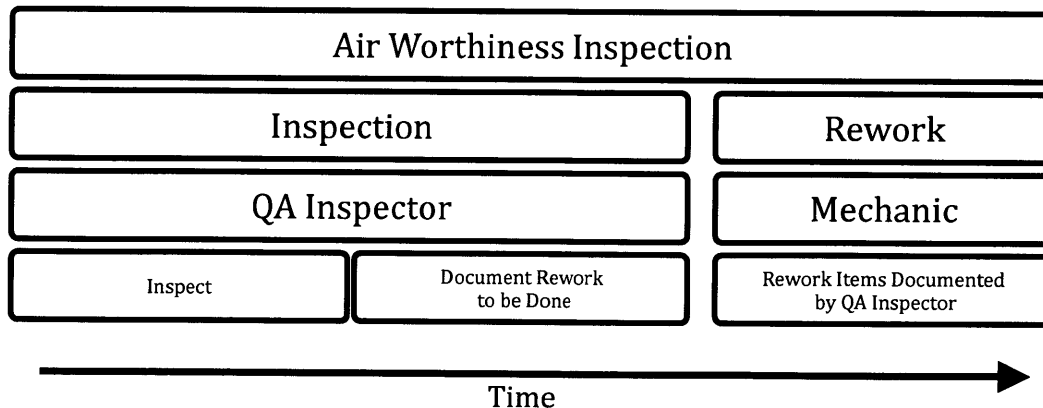 Air Worthiness Inspection
Inspection
Rework
QA Inspector
Mechanic
Inspect
Document Rework
to be Done
Rework Items Documented
by QA Inspector
Time